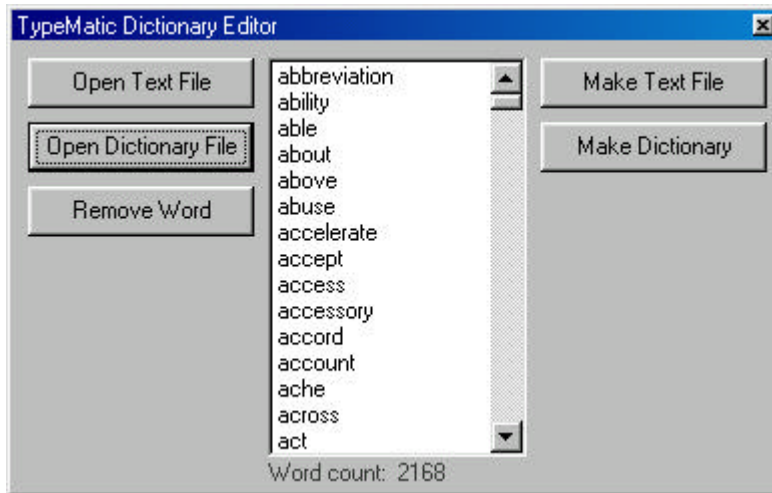 TypeMatic Dictionary Editor
Open Text File
Open Dictionary File
Remove Word
abbreviation
ability
able
about
above
abuse
accelerate
accept
access
accessory
accord
account
ache
across
act
Word count: 2168
Make Text File
Make Dictionary